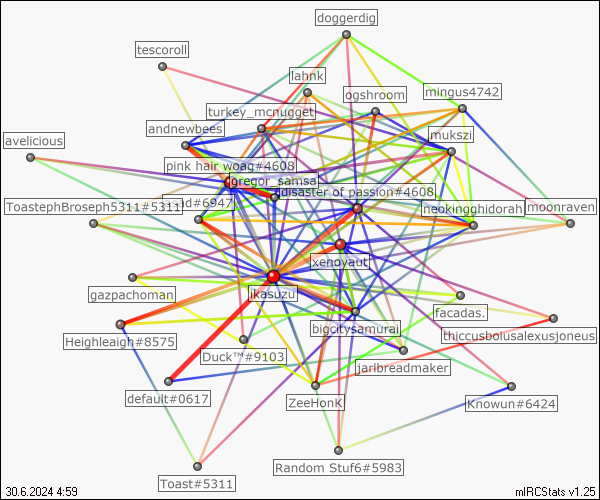 doggerdig
tescoroll
lahnk
ogshroom
mingus4742
turkey_mcnugget
andnewbees
mukszi
avelicious
pink hair woag#4608
gregor_samsa
disaster of passion#4608
ToastephBroseph5311#5311
#6947
neokingghidorah
moonraven
xenoyaut
gazpachoman
ikasuzu
facadas.
bigcitysamurai
thiccusboiusalexusjoneus
Heighleaigh#8575
Duck™#9103
jarlbreadmaker
default#0617
ZeeHonK
Knowun#6424
Random Stuf6#5983
Toast#5311
30.6.2024 4:59
mIRCStats v1.25